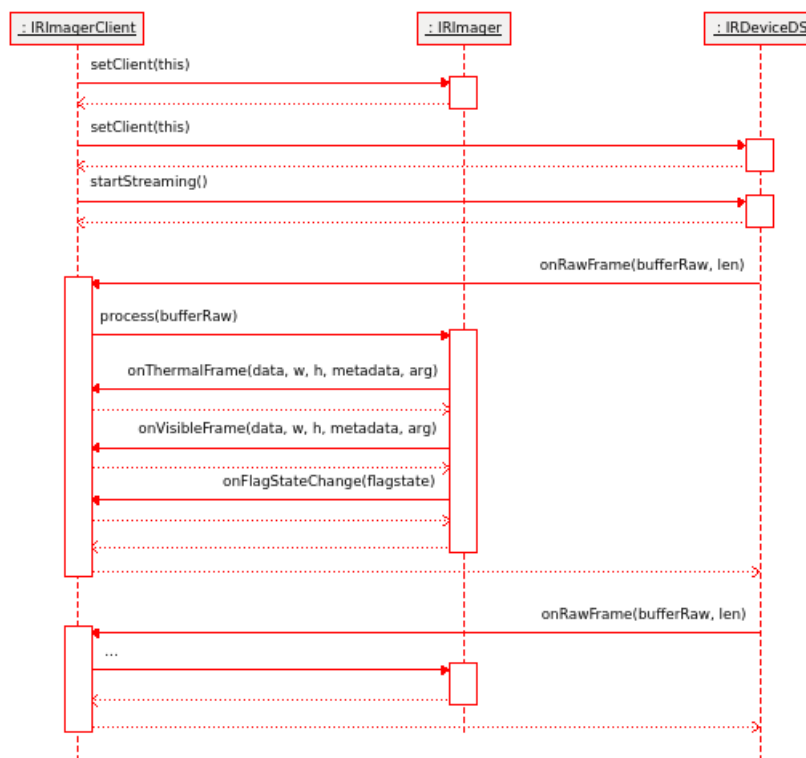 : IRImagerClient
: IRImager
: IRDeviceDS
setClient(this)
setClient(this)
startStreaming()
onRawFrame(bufferRaw, len)
process(bufferRaw)
onThermalFrame(data, w, h, metadata, arg)
onVisibleFrame(data, w, h, metadata, arg)
onFlagStateChange(flagstate)
onRawFrame(bufferRaw, len)
...